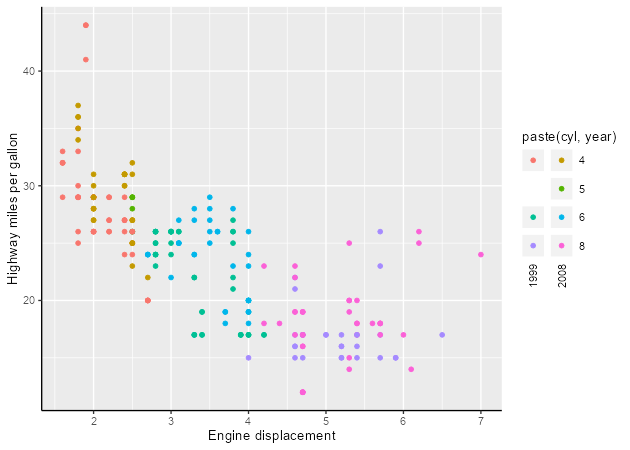 40
30
20
2 3 4 5 6 7
Engine displacement
Highway miles per gallon
paste(cyl, year)
4
5
6
8
1999 2008